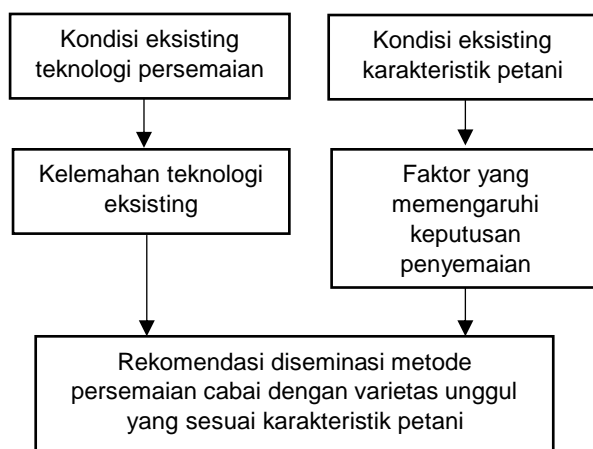 Kondisi eksisting
teknologi persemaian
Kondisi eksisting
karakteristik petani
Kelemahan teknologi
eksisting
Faktor yang
memengaruhi
keputusan
penyemaian
Rekomendasi diseminasi metode
persemaian cabai dengan varietas unggul
yang sesuai karakteristik petani